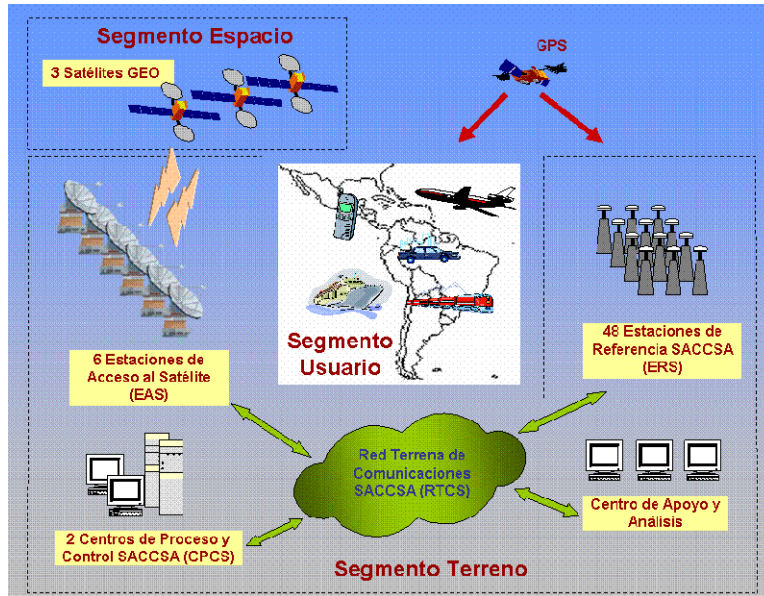 Segmento Espacio
3 Satélites GEO
GPS
6 Estaciones de
Acceso al Satélite
(EAS)
Segmento
Usuario
48 Estaciones de
Referencia SACCSA
(ERS)
Red Terrena de
Comunicaciones
SACCSA (RTCS)
2 Centros de Proceso y
Control SACCSA (CPCS)
Centro de Apoyo y
Análisis
Segmento Terreno